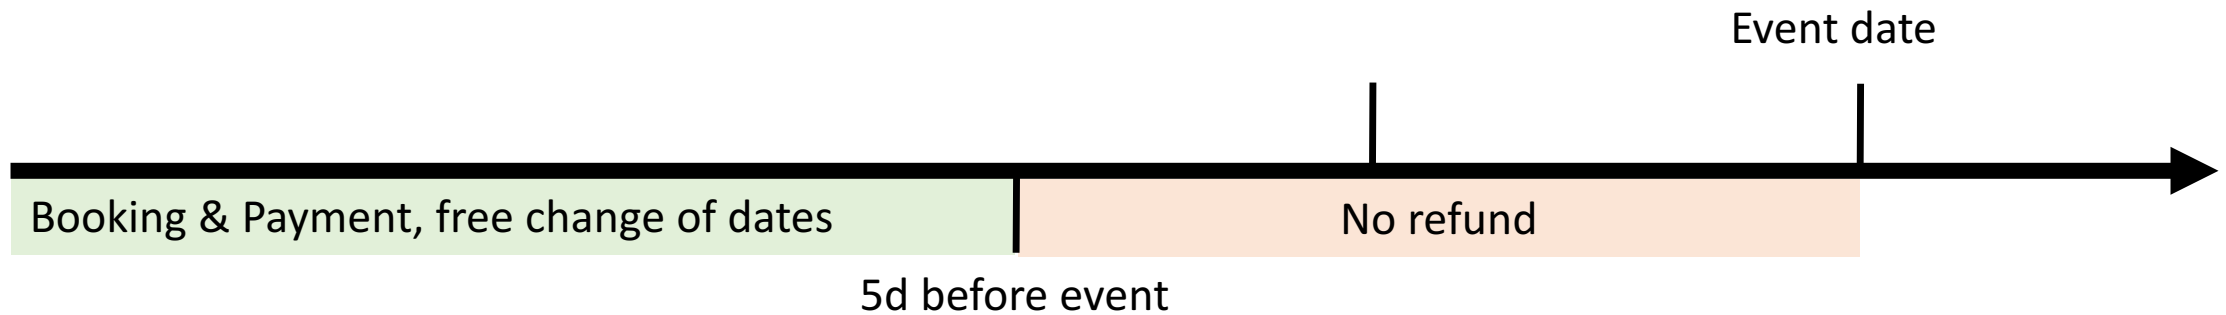 Event date
Booking & Payment, free change of dates
No refund
5d before event